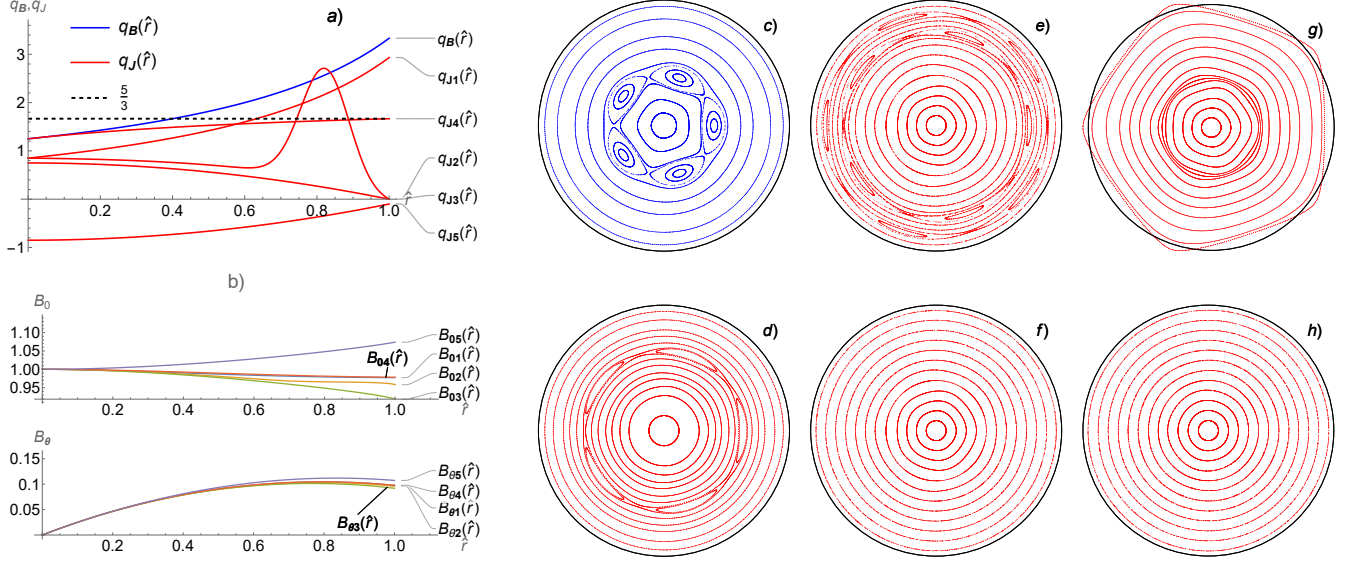 q_B,q_J
a)
q_B(r̂)
q_J(r̂)
5/3
3
2
1
0
−1
0.2 0.4 0.6 0.8 1.0 r̂
q_B(r̂)
q_J1(r̂)
q_J4(r̂)
q_J2(r̂)
q_J3(r̂)
q_J5(r̂)
b)
B_0
1.10
1.05
1.00
0.95
0.2 0.4 0.6 0.8 1.0 r̂
B_04(r̂)
B_05(r̂)
B_01(r̂)
B_02(r̂)
B_03(r̂)
B_θ
0.15
0.10
0.05
0.2 0.4 0.6 0.8 1.0 r̂
B_θ3(r̂)
B_θ5(r̂)
B_θ4(r̂)
B_θ1(r̂)
B_θ2(r̂)
c)
e)
g)
d)
f)
h)